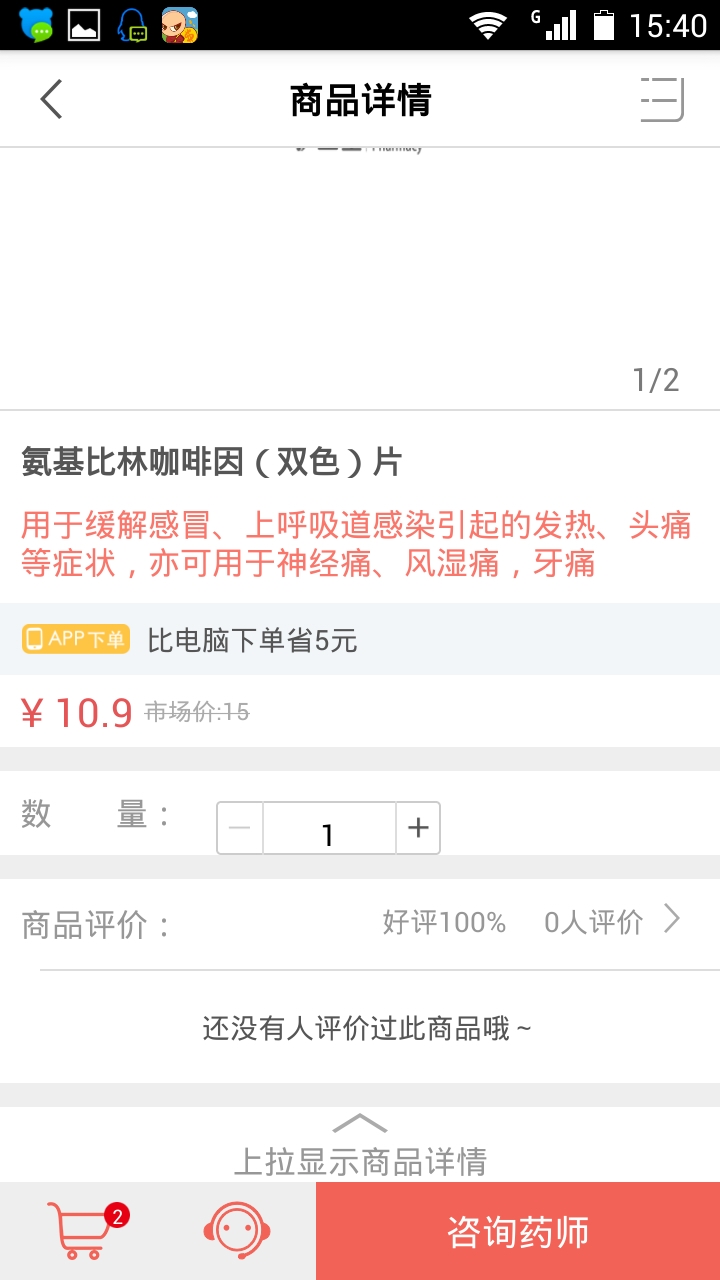 G 15:40
商品详情
Pharmacy
1/2
氨基比林咖啡因（双色）片
用于缓解感冒、上呼吸道感染引起的发热、头痛
等症状，亦可用于神经痛、风湿痛，牙痛
APP下单 比电脑下单省5元
¥ 10.9 市场价:15
数 量：
1
商品评价： 好评100% 0人评价
还没有人评价过此商品哦~
上拉显示商品详情
2 咨询药师